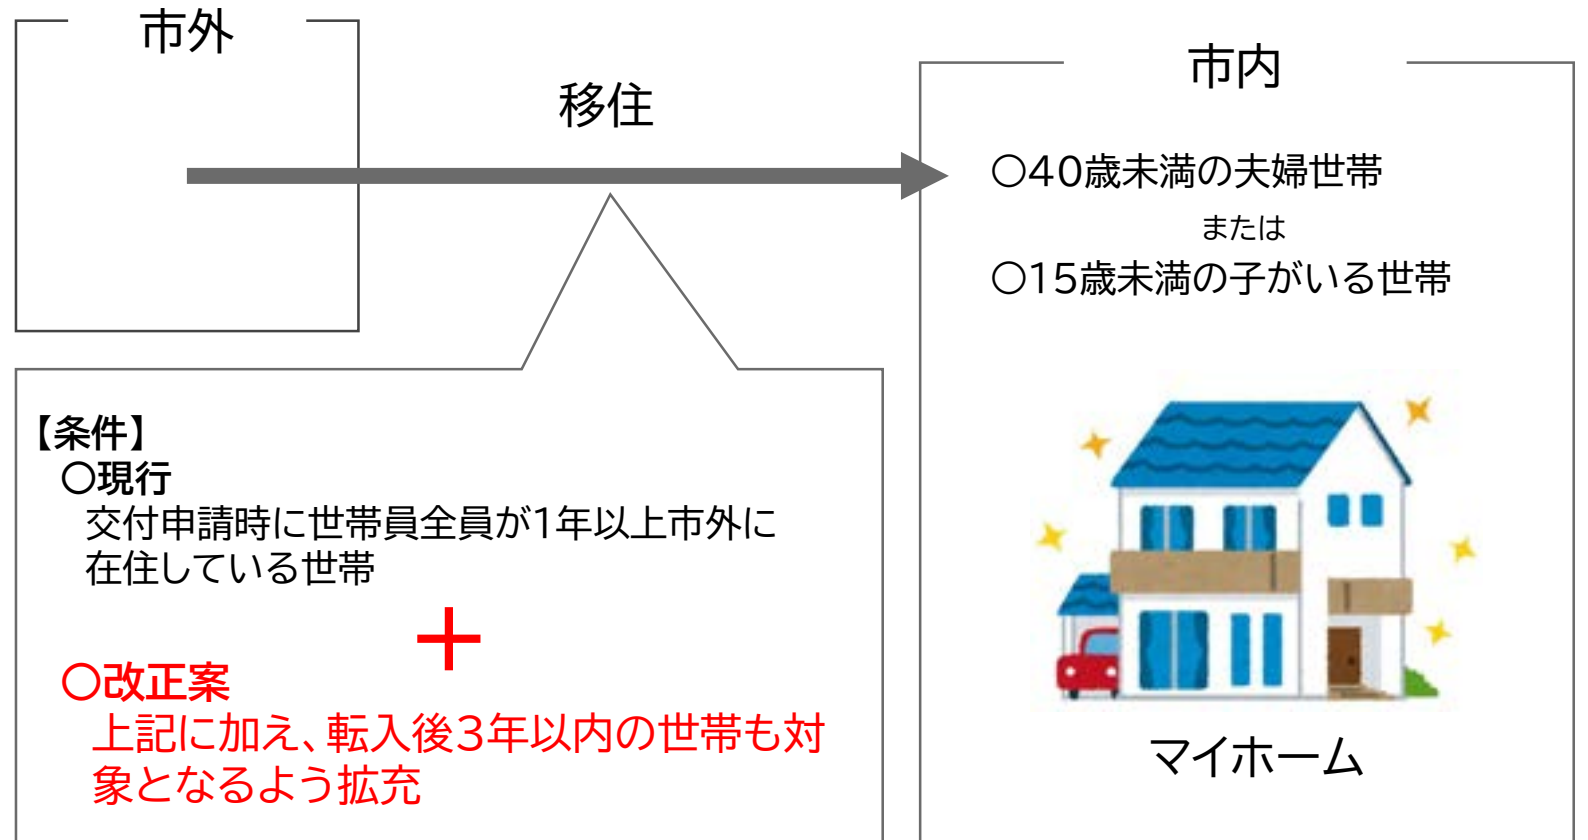 市外
移住
市内
○40歳未満の夫婦世帯
または
○15歳未満の子がいる世帯
【条件】
○現行
交付申請時に世帯員全員が1年以上市外に
在住している世帯
＋
○改正案
上記に加え、転入後3年以内の世帯も対
象となるよう拡充
マイホーム